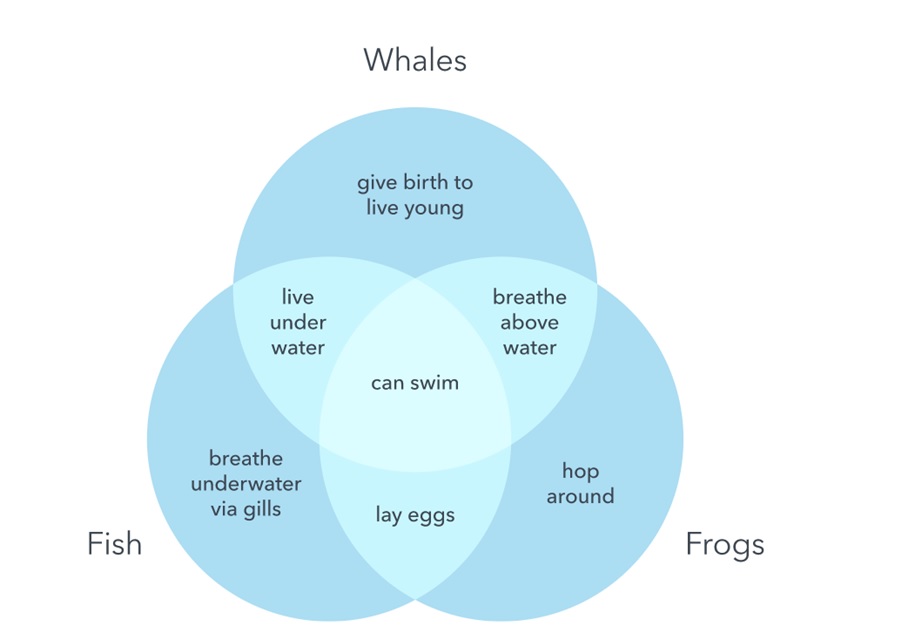 Whales
give birth to
live young
live
under
water
breathe
above
water
can swim
breathe
underwater
via gills
hop
around
lay eggs
Fish
Frogs